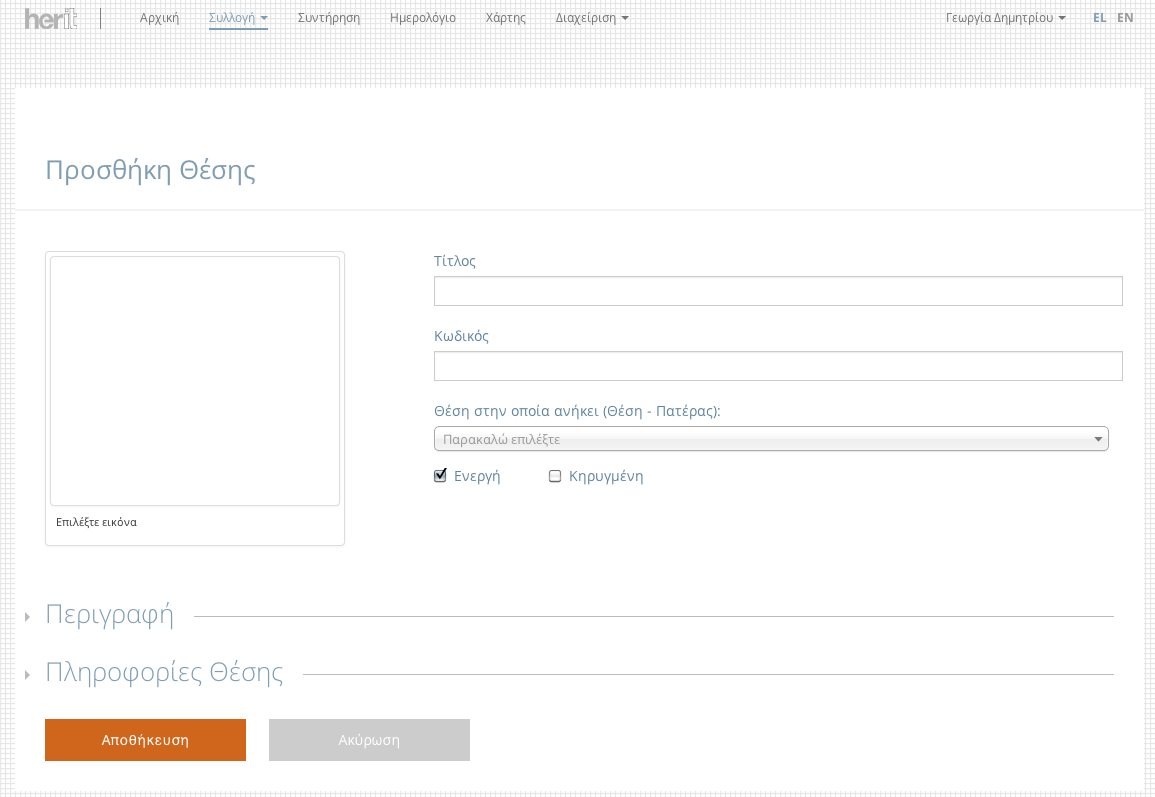 herit
Αρχική Συλλογή Συντήρηση Ημερολόγιο Χάρτης Διαχείριση Γεωργία Δημητρίου EL EN
Προσθήκη Θέσης
Τίτλος
Κωδικός
Θέση στην οποία ανήκει (Θέση - Πατέρας):
Παρακαλώ επιλέξτε
Ενεργή Κηρυγμένη
Επιλέξτε εικόνα
Περιγραφή
Πληροφορίες Θέσης
Αποθήκευση Ακύρωση